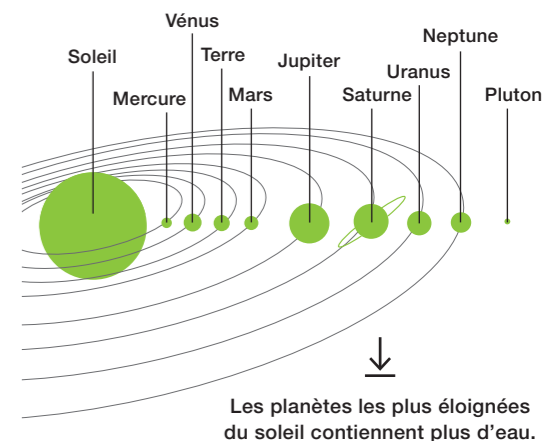 Soleil
Mercure
Vénus
Terre
Mars
Jupiter
Saturne
Uranus
Neptune
Pluton
Les planètes les plus éloignées
du soleil contiennent plus d'eau.